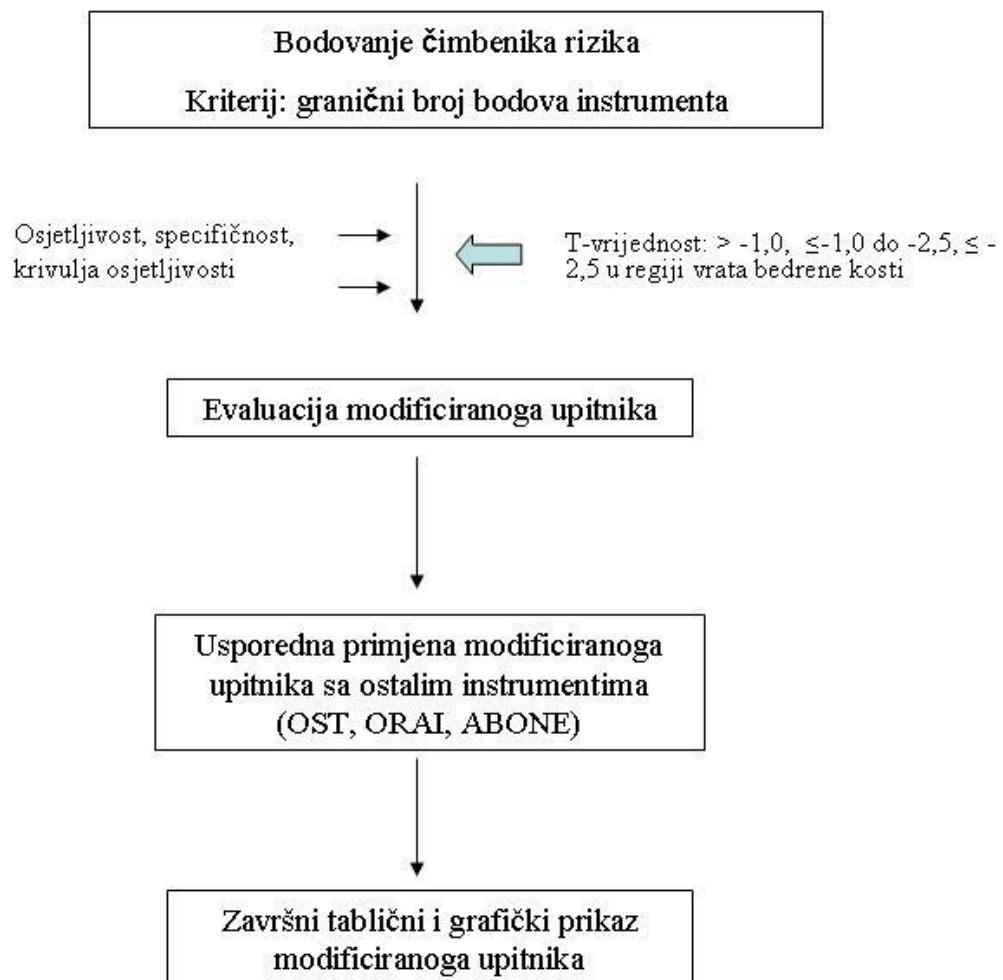 Bodovanje čimbenika rizika
Kriterij: granični broj bodova instrumenta
Osjetljivost, specifičnost,
krivulja osjetljivosti
T-vrijednost: > -1,0, ≤-1,0 do -2,5, ≤ -
2,5 u regiji vrata bedrene kosti
Evaluacija modificiranoga upitnika
Usporedna primjena modificiranoga
upitnika sa ostalim instrumentima
(OST, ORAI, ABONE)
Završni tablični i grafički prikaz
modificiranoga upitnika